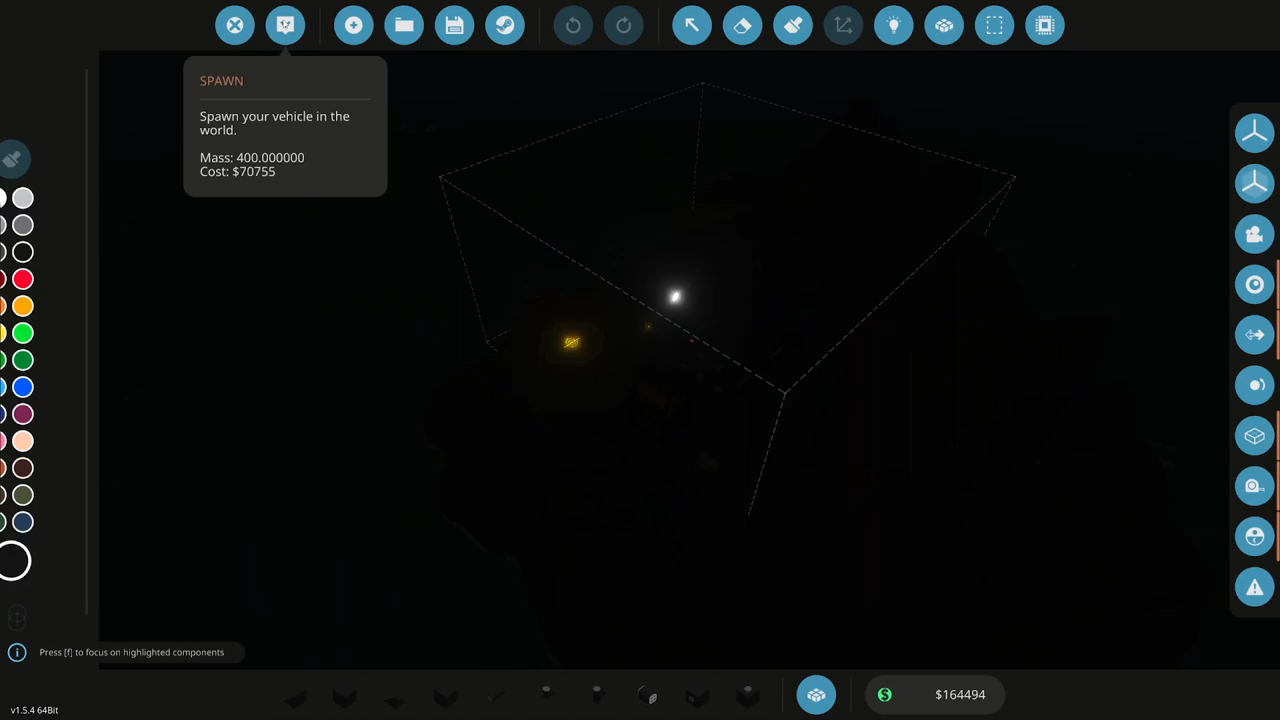 SPAWN
Spawn your vehicle in the
world.
Mass: 400.000000
Cost: $70755
Press [f] to focus on highlighted components
$164494
v1.5.4 64Bit